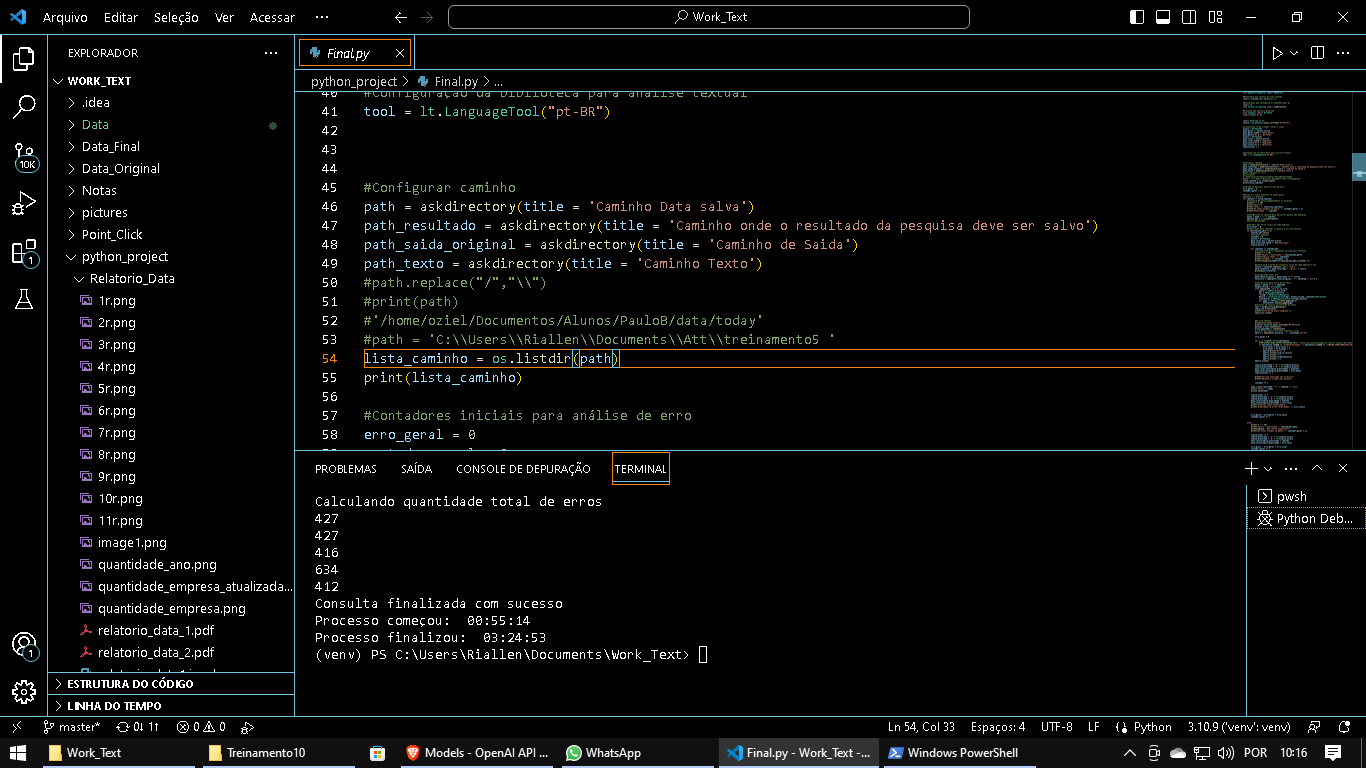 Arquivo Editar Seleção Ver Acessar ··· Work_Text
EXPLORADOR ···
WORK_TEXT
.idea
Data
Data_Final
Data_Original
Notas
pictures
Point_Click
python_project
Relatorio_Data
1r.png
2r.png
3r.png
4r.png
5r.png
6r.png
7r.png
8r.png
9r.png
10r.png
11r.png
image1.png
quantidade_ano.png
quantidade_empresa_atualizada...
quantidade_empresa.png
relatorio_data_1.pdf
relatorio_data_2.pdf
ESTRUTURA DO CÓDIGO
LINHA DO TEMPO
10K
1
1
Final.py
python_project > Final.py > ...
40 #Configuração da biblioteca para análise textual
41 tool = lt.LanguageTool("pt-BR")
42
43
44
45 #Configurar caminho
46 path = askdirectory(title = 'Caminho Data salva')
47 path_resultado = askdirectory(title = 'Caminho onde o resultado da pesquisa deve ser salvo')
48 path_saida_original = askdirectory(title = 'Caminho de Saida')
49 path_texto = askdirectory(title = 'Caminho Texto')
50 #path.replace("/","\\")
51 #print(path)
52 #'/home/oziel/Documentos/Alunos/PauloB/data/today'
53 #path = 'C:\\Users\\Riallen\\Documents\\Att\\treinamento5 '
54 lista_caminho = os.listdir(path)
55 print(lista_caminho)
56
57 #Contadores iniciais para análise de erro
58 erro_geral = 0
PROBLEMAS SAÍDA CONSOLE DE DEPURAÇÃO TERMINAL
Calculando quantidade total de erros
427
427
416
634
412
Consulta finalizada com sucesso
Processo começou:  00:55:14
Processo finalizou:  03:24:53
(venv) PS C:\Users\Riallen\Documents\Work_Text>
pwsh
Python Deb...
master* 0↓ 1↑ 0 0 Ln 54, Col 33 Espaços: 4 UTF-8 LF Python 3.10.9 ('venv': venv)
Work_Text Treinamento10 Models - OpenAI API ... WhatsApp Final.py - Work_Text -... Windows PowerShell POR 10:16